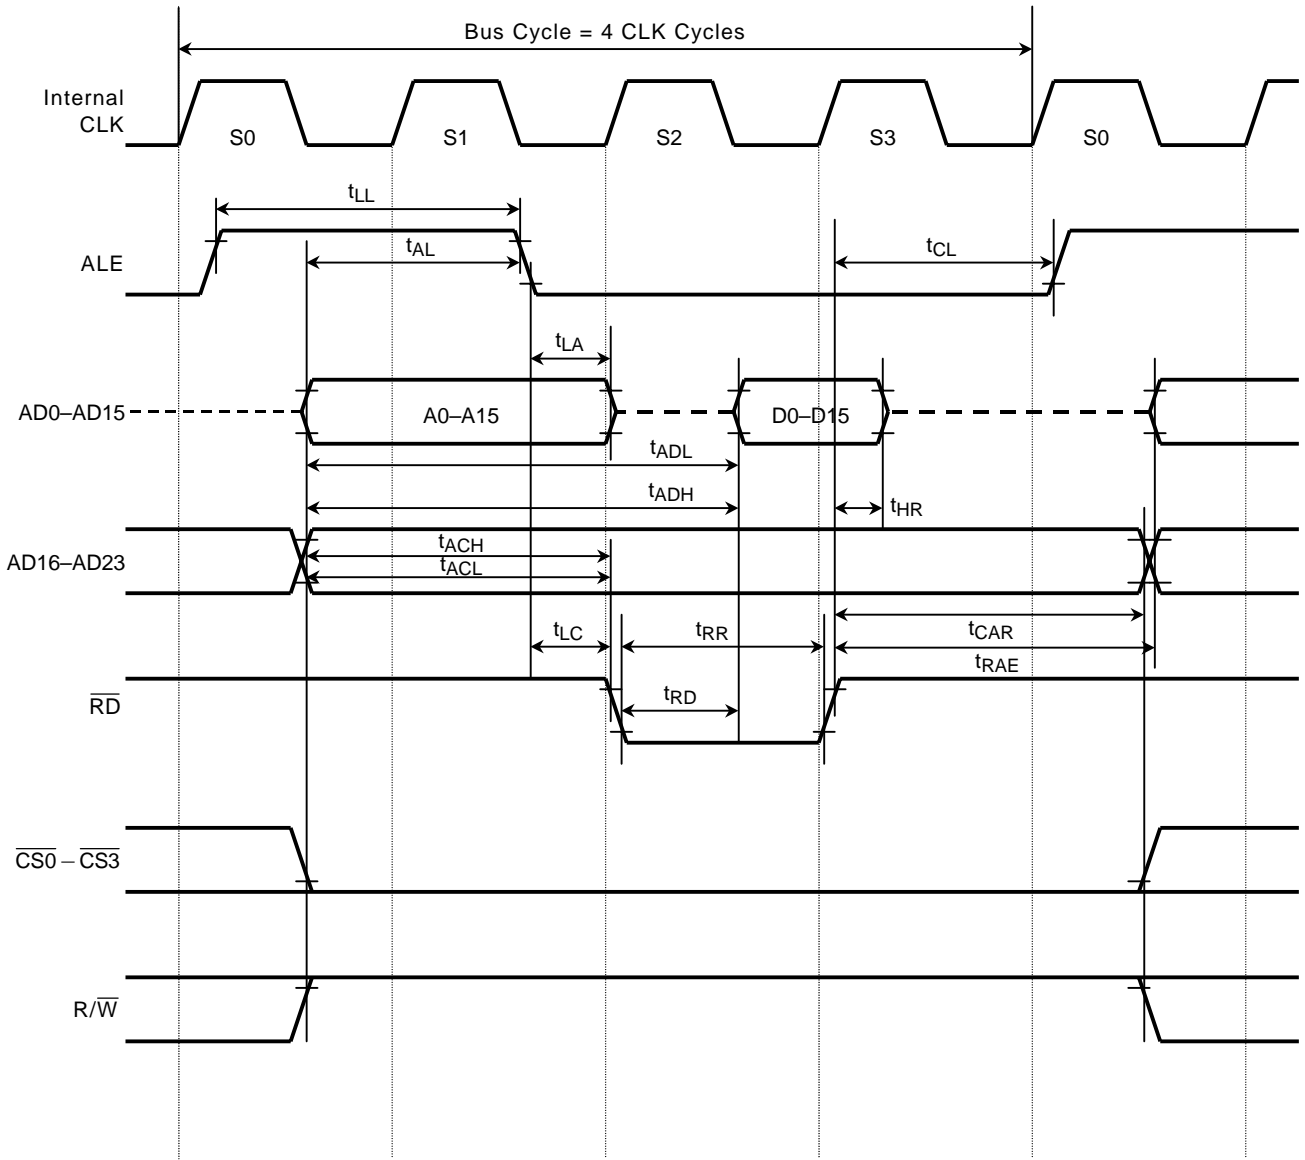 Bus Cycle = 4 CLK Cycles
Internal
CLK
S0
S1
S2
S3
S0
tLL
ALE
tAL
tCL
tLA
AD0–AD15
A0–A15
D0–D15
tADL
tADH
tHR
AD16–AD23
tACH
tACL
tLC
tRR
tCAR
tRAE
RD
tRD
CS0 – CS3
R/W